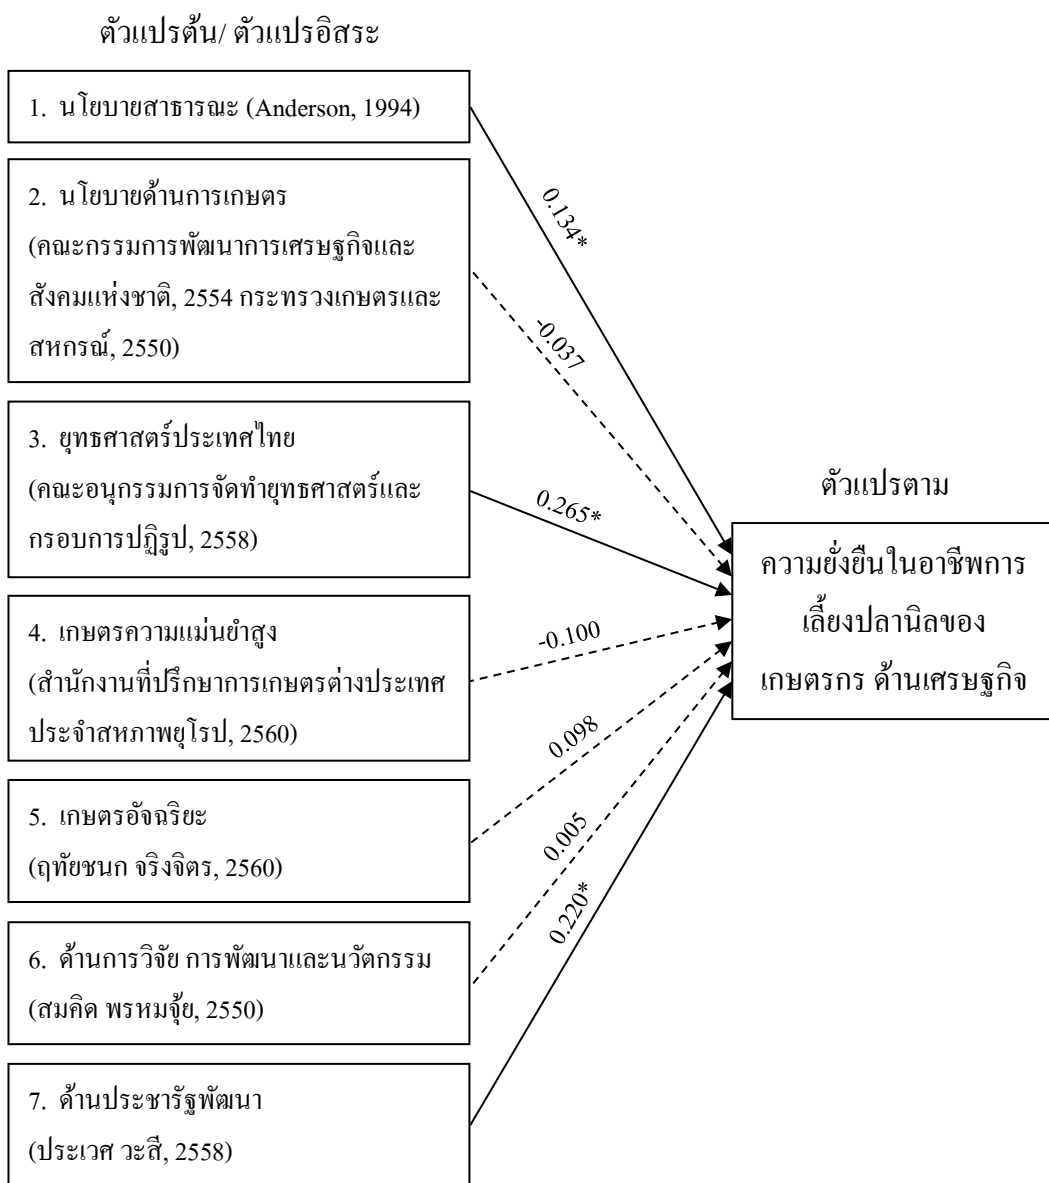 ตัวแปรต้น/ ตัวแปรอิสระ
1. นโยบายสาธารณะ (Anderson, 1994)
2. นโยบายด้านการเกษตร
(คณะกรรมการพัฒนาการเศรษฐกิจและ
สังคมแห่งชาติ, 2554 กระทรวงเกษตรและ
สหกรณ์, 2550)
3. ยุทธศาสตร์ประเทศไทย
(คณะอนุกรรมการจัดทำยุทธศาสตร์และ
กรอบการปฏิรูป, 2558)
4. เกษตรความแม่นยำสูง
(สำนักงานที่ปรึกษาการเกษตรต่างประเทศ
ประจำสหภาพยุโรป, 2560)
5. เกษตรอัจฉริยะ
(ฤทัยชนก จริงจิตร, 2560)
6. ด้านการวิจัย การพัฒนาและนวัตกรรม
(สมคิด พรหมจุ้ย, 2550)
7. ด้านประชารัฐพัฒนา
(ประเวศ วะสี, 2558)
0.134*
-0.037
0.265*
-0.100
0.098
0.005
0.220*
ตัวแปรตาม
ความยั่งยืนในอาชีพการ
เลี้ยงปลานิลของ
เกษตรกร ด้านเศรษฐกิจ